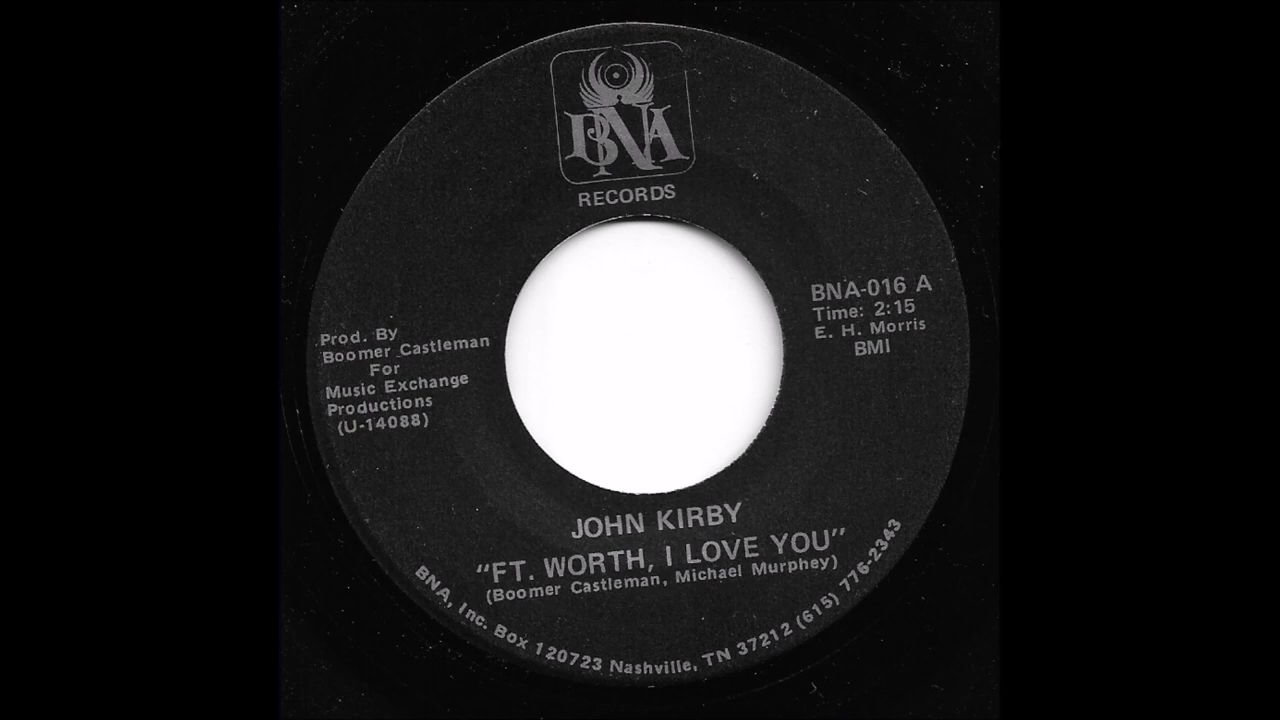 BNA
RECORDS
BNA-016 A
Time: 2:15
E. H. Morris
BMI
Prod. By
Boomer Castleman
For
Music Exchange
Productions
(U-14088)
JOHN KIRBY
"FT. WORTH, I LOVE YOU"
(Boomer Castleman, Michael Murphey)
BNA, Inc. Box 120723 Nashville, TN 37212 (615) 776-2343